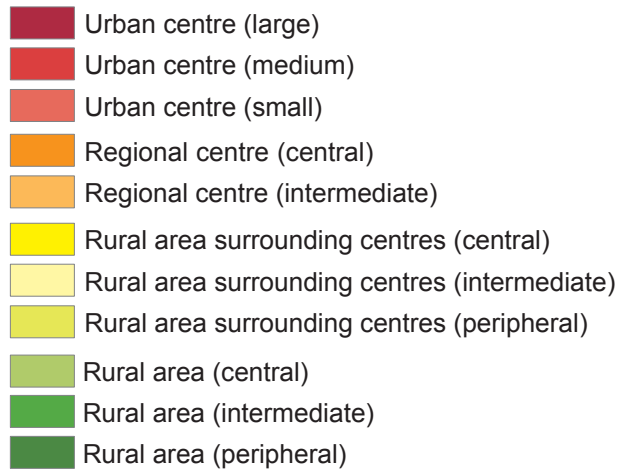 Urban centre (large)
Urban centre (medium)
Urban centre (small)
Regional centre (central)
Regional centre (intermediate)
Rural area surrounding centres (central)
Rural area surrounding centres (intermediate)
Rural area surrounding centres (peripheral)
Rural area (central)
Rural area (intermediate)
Rural area (peripheral)